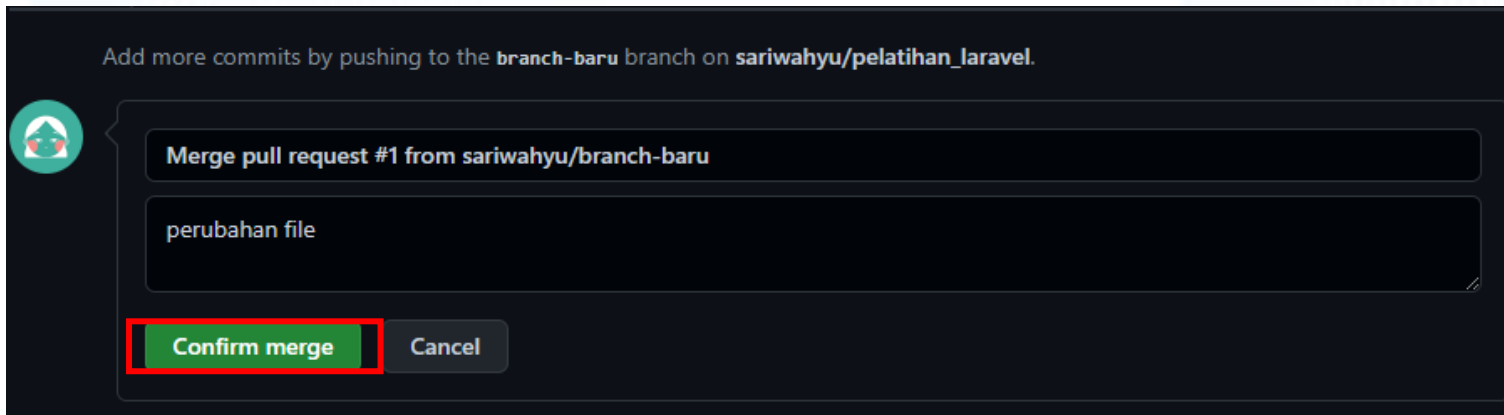 Add more commits by pushing to the branch-baru branch on sariwahyu/pelatihan_laravel.
Merge pull request #1 from sariwahyu/branch-baru
perubahan file
Confirm merge Cancel